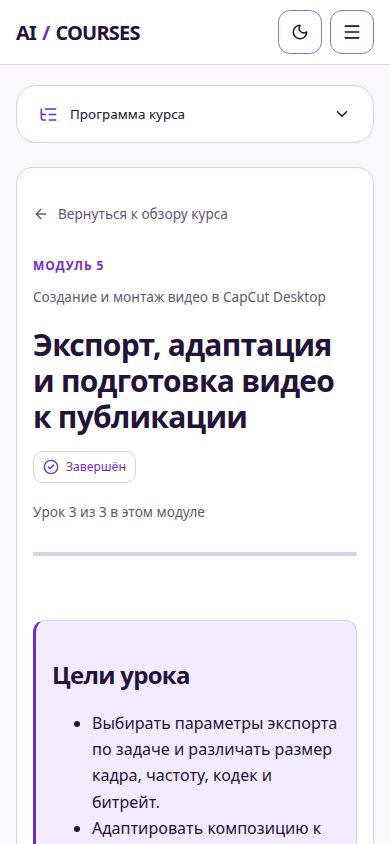 AI / COURSES
Программа курса
Вернуться к обзору курса
МОДУЛЬ 5
Создание и монтаж видео в CapCut Desktop
Экспорт, адаптация
и подготовка видео
к публикации
Завершён
Урок 3 из 3 в этом модуле
Цели урока
Выбирать параметры экспорта
по задаче и различать размер
кадра, частоту, кодек и
битрейт.
Адаптировать композицию к